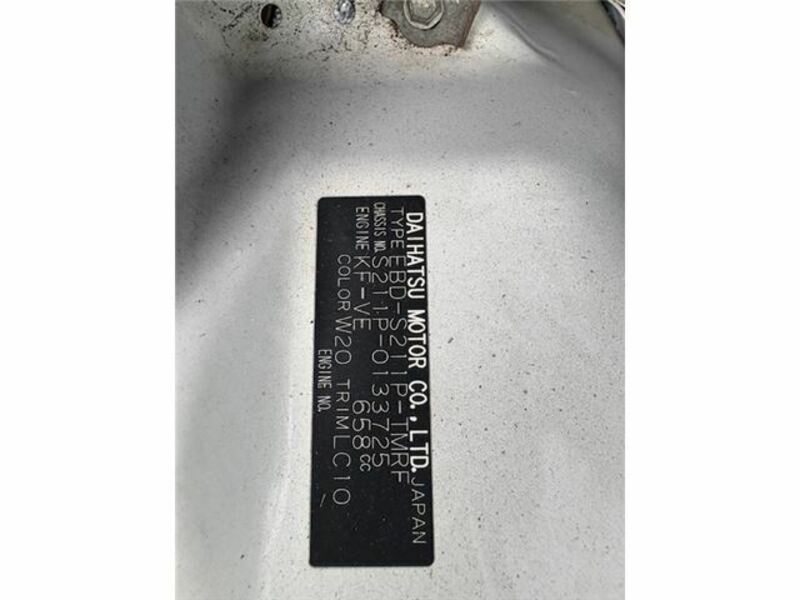 DAIHATSU MOTOR CO., LTD. JAPAN
TYPE EBD-S211P-TMRF
CHASSIS NO. S211P-0133725
ENGINE KF-VE 658CC
COLOR W20 TRIM LC10
ENGINE NO.